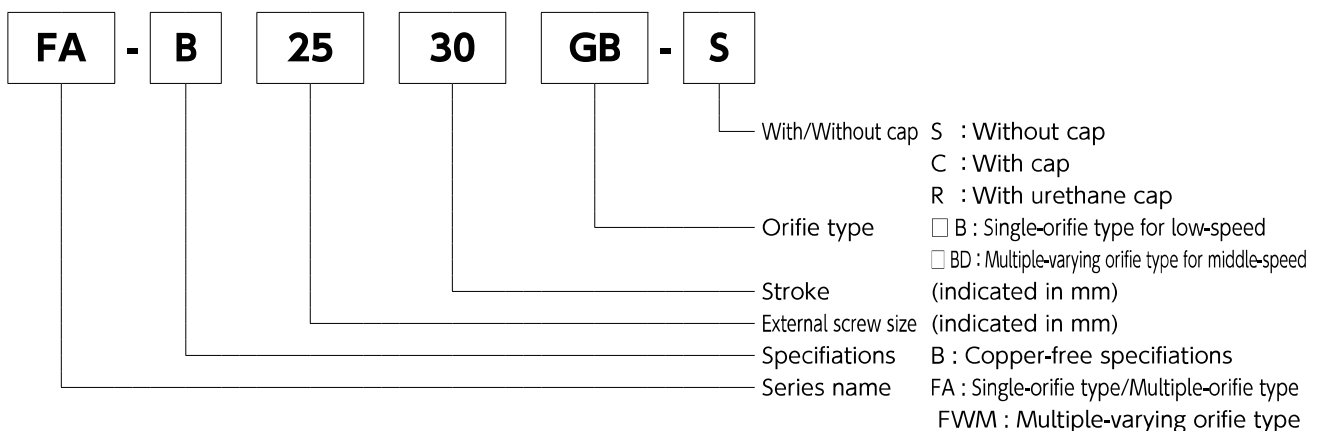 FA - B 25 30 GB - S
With/Without cap S : Without cap
C : With cap
R : With urethane cap
Orifie type □ B : Single-orifie type for low-speed
□ BD : Multiple-varying orifie type for middle-speed
Stroke (indicated in mm)
External screw size (indicated in mm)
Specifiations B : Copper-free specifiations
Series name FA : Single-orifie type/Multiple-orifie type
FWM : Multiple-varying orifie type